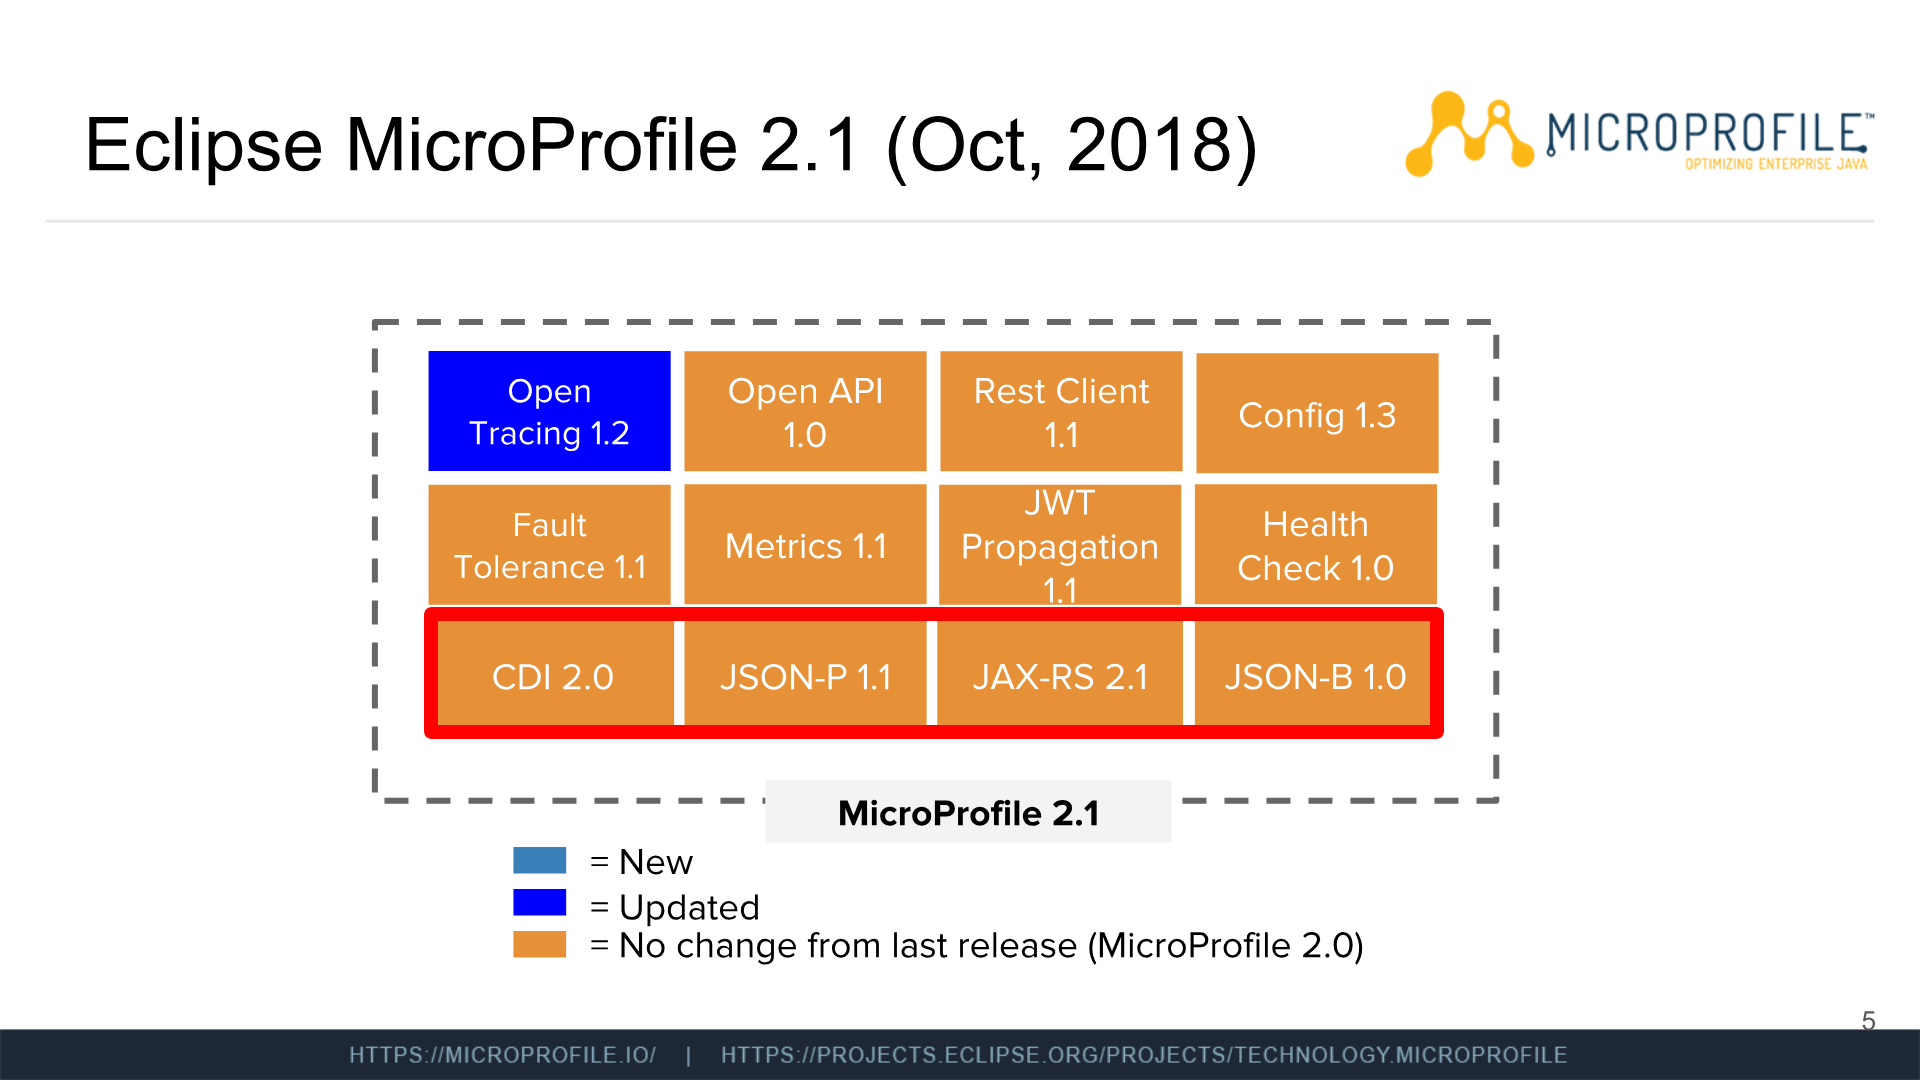 Eclipse MicroProfile 2.1 (Oct, 2018)
MICROPROFILE™
OPTIMIZING ENTERPRISE JAVA
Open
Tracing 1.2
Open API
1.0
Rest Client
1.1
Config 1.3
Fault
Tolerance 1.1
Metrics 1.1
JWT
Propagation
1.1
Health
Check 1.0
CDI 2.0
JSON-P 1.1
JAX-RS 2.1
JSON-B 1.0
MicroProfile 2.1
= New
= Updated
= No change from last release (MicroProfile 2.0)
5
HTTPS://MICROPROFILE.IO/ | HTTPS://PROJECTS.ECLIPSE.ORG/PROJECTS/TECHNOLOGY.MICROPROFILE